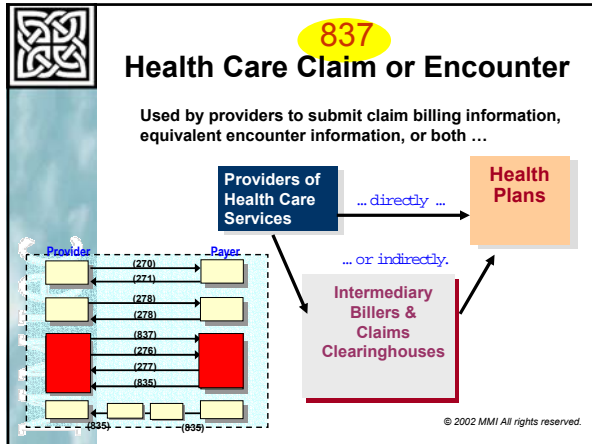 837
Health Care Claim or Encounter
Used by providers to submit claim billing information,
equivalent encounter information, or both …
Providers of
Health Care
Services
... directly ...
Health
Plans
... or indirectly.
Intermediary
Billers &
Claims
Clearinghouses
Provider
Payer
(270)
(271)
(278)
(278)
(837)
(276)
(277)
(835)
(835)
(835)
© 2002 MMI All rights reserved.